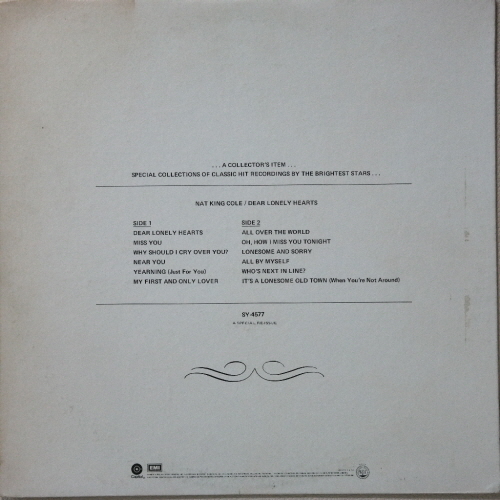 . . . A COLLECTOR'S ITEM . . .
SPECIAL COLLECTIONS OF CLASSIC HIT RECORDINGS BY THE BRIGHTEST STARS . . .
NAT KING COLE / DEAR LONELY HEARTS
SIDE 1
DEAR LONELY HEARTS
MISS YOU
WHY SHOULD I CRY OVER YOU?
NEAR YOU
YEARNING (Just For You)
MY FIRST AND ONLY LOVER
SIDE 2
ALL OVER THE WORLD
OH, HOW I MISS YOU TONIGHT
LONESOME AND SORRY
ALL BY MYSELF
WHO'S NEXT IN LINE?
IT'S A LONESOME OLD TOWN (When You're Not Around)
SY-4577
Capitol
EMI